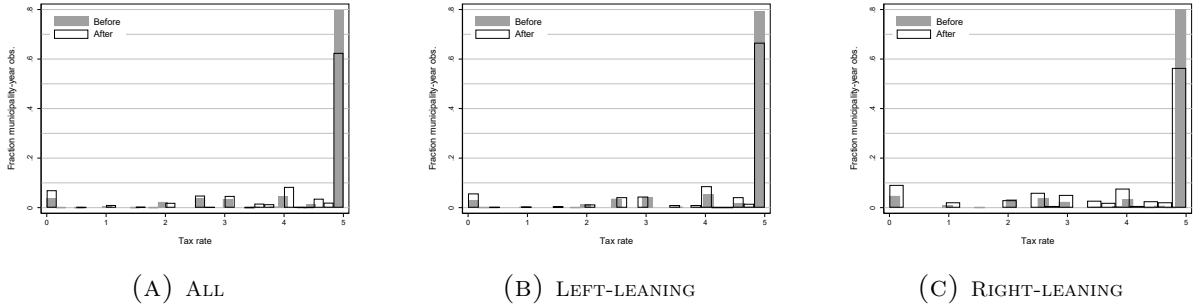 Fraction municipality-year obs.
.8
.6
.4
.2
0
Before
After
0 1 2 3 4 5
Tax rate
(A) ALL
Fraction municipality-year obs.
.8
.6
.4
.2
0
Before
After
0 1 2 3 4 5
Tax rate
(B) LEFT-LEANING
Fraction municipality-year obs.
.8
.6
.4
.2
0
Before
After
0 1 2 3 4 5
Tax rate
(C) RIGHT-LEANING